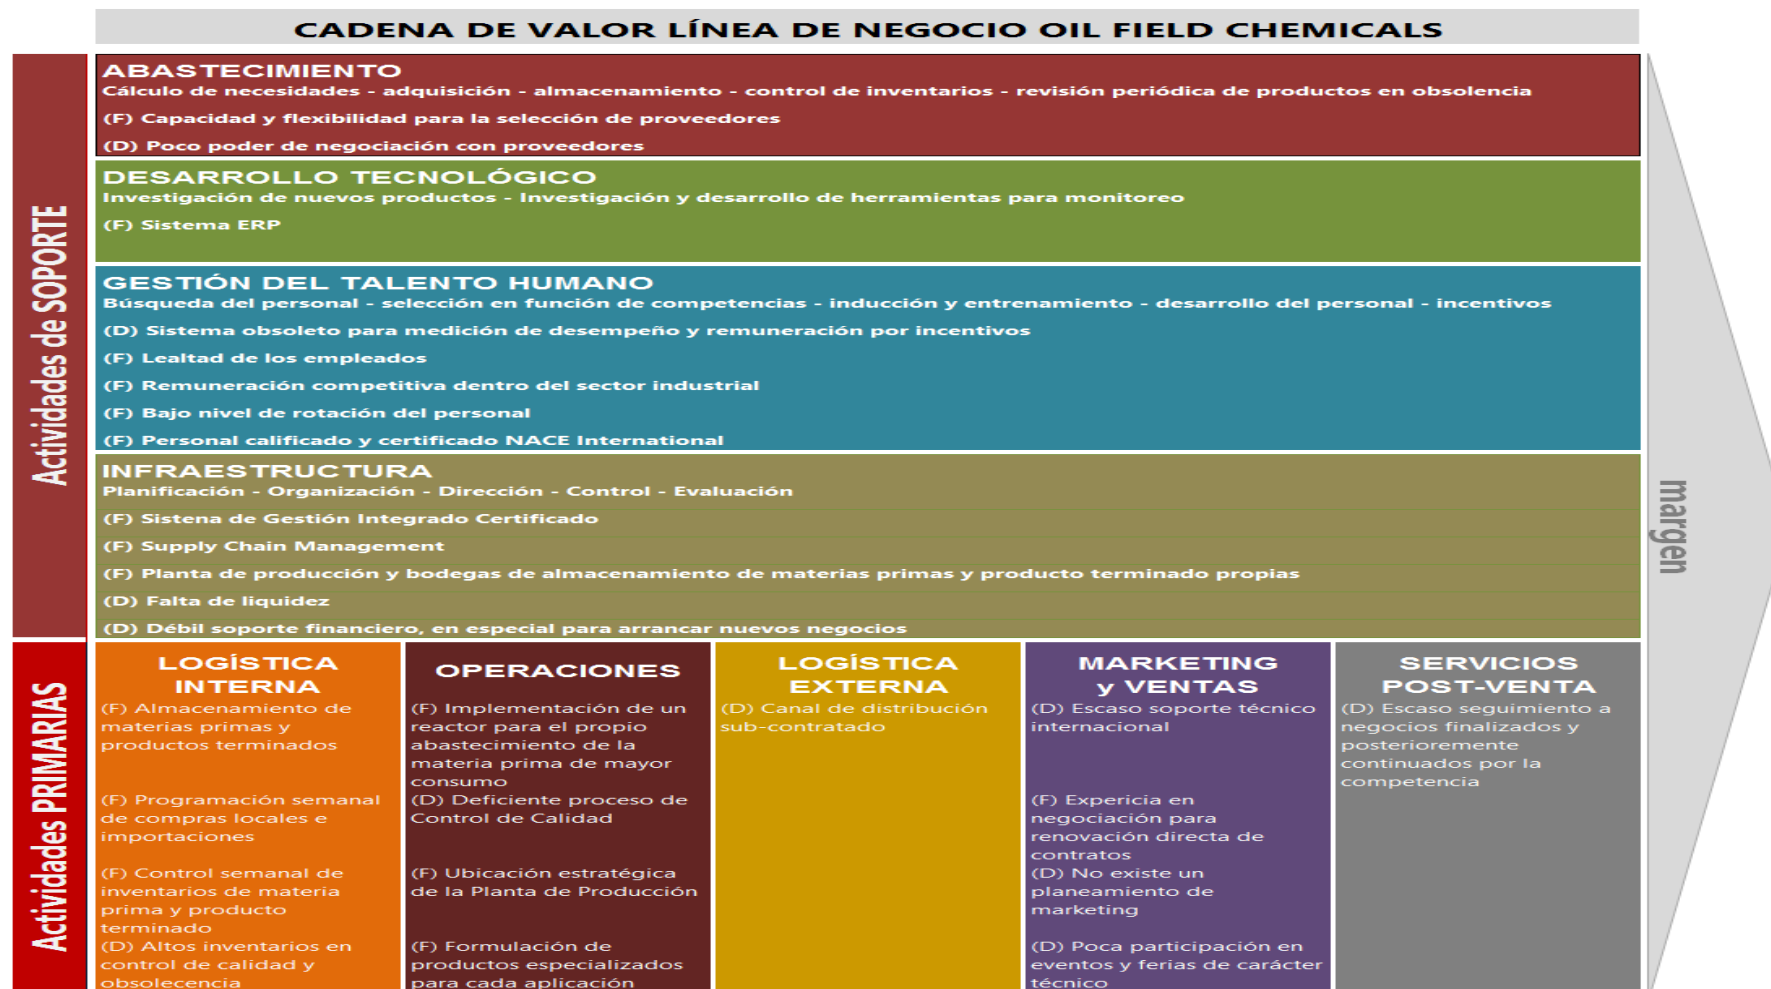 CADENA DE VALOR LÍNEA DE NEGOCIO OIL FIELD CHEMICALS
Actividades de SOPORTE
ABASTECIMIENTO
Cálculo de necesidades - adquisición - almacenamiento - control de inventarios - revisión periódica de productos en obsolencia
(F) Capacidad y flexibilidad para la selección de proveedores
(D) Poco poder de negociación con proveedores
DESARROLLO TECNOLÓGICO
Investigación de nuevos productos - Investigación y desarrollo de herramientas para monitoreo
(F) Sistema ERP
GESTIÓN DEL TALENTO HUMANO
Búsqueda del personal - selección en función de competencias - inducción y entrenamiento - desarrollo del personal - incentivos
(D) Sistema obsoleto para medición de desempeño y remuneración por incentivos
(F) Lealtad de los empleados
(F) Remuneración competitiva dentro del sector industrial
(F) Bajo nivel de rotación del personal
(F) Personal calificado y certificado NACE International
INFRAESTRUCTURA
Planificación - Organización - Dirección - Control - Evaluación
(F) Sistena de Gestión Integrado Certificado
(F) Supply Chain Management
(F) Planta de producción y bodegas de almacenamiento de materias primas y producto terminado propias
(D) Falta de liquidez
(D) Débil soporte financiero, en especial para arrancar nuevos negocios
margen
Actividades PRIMARIAS
LOGÍSTICA
INTERNA
(F) Almacenamiento de
materias primas y
productos terminados
(F) Programación semanal
de compras locales e
importaciones
(F) Control semanal de
inventarios de materia
prima y producto
terminado
(D) Altos inventarios en
control de calidad y
obsolecencia
OPERACIONES
(F) Implementación de un
reactor para el propio
abastecimiento de la
materia prima de mayor
consumo
(D) Deficiente proceso de
Control de Calidad
(F) Ubicación estratégica
de la Planta de Producción
(F) Formulación de
productos especializados
para cada aplicación
LOGÍSTICA
EXTERNA
(D) Canal de distribución
sub-contratado
MARKETING
y VENTAS
(D) Escaso soporte técnico
internacional
(F) Expericia en
negociación para
renovación directa de
contratos
(D) No existe un
planeamiento de
marketing
(D) Poca participación en
eventos y ferias de carácter
técnico
SERVICIOS
POST-VENTA
(D) Escaso seguimiento a
negocios finalizados y
posterioremente
continuados por la
competencia